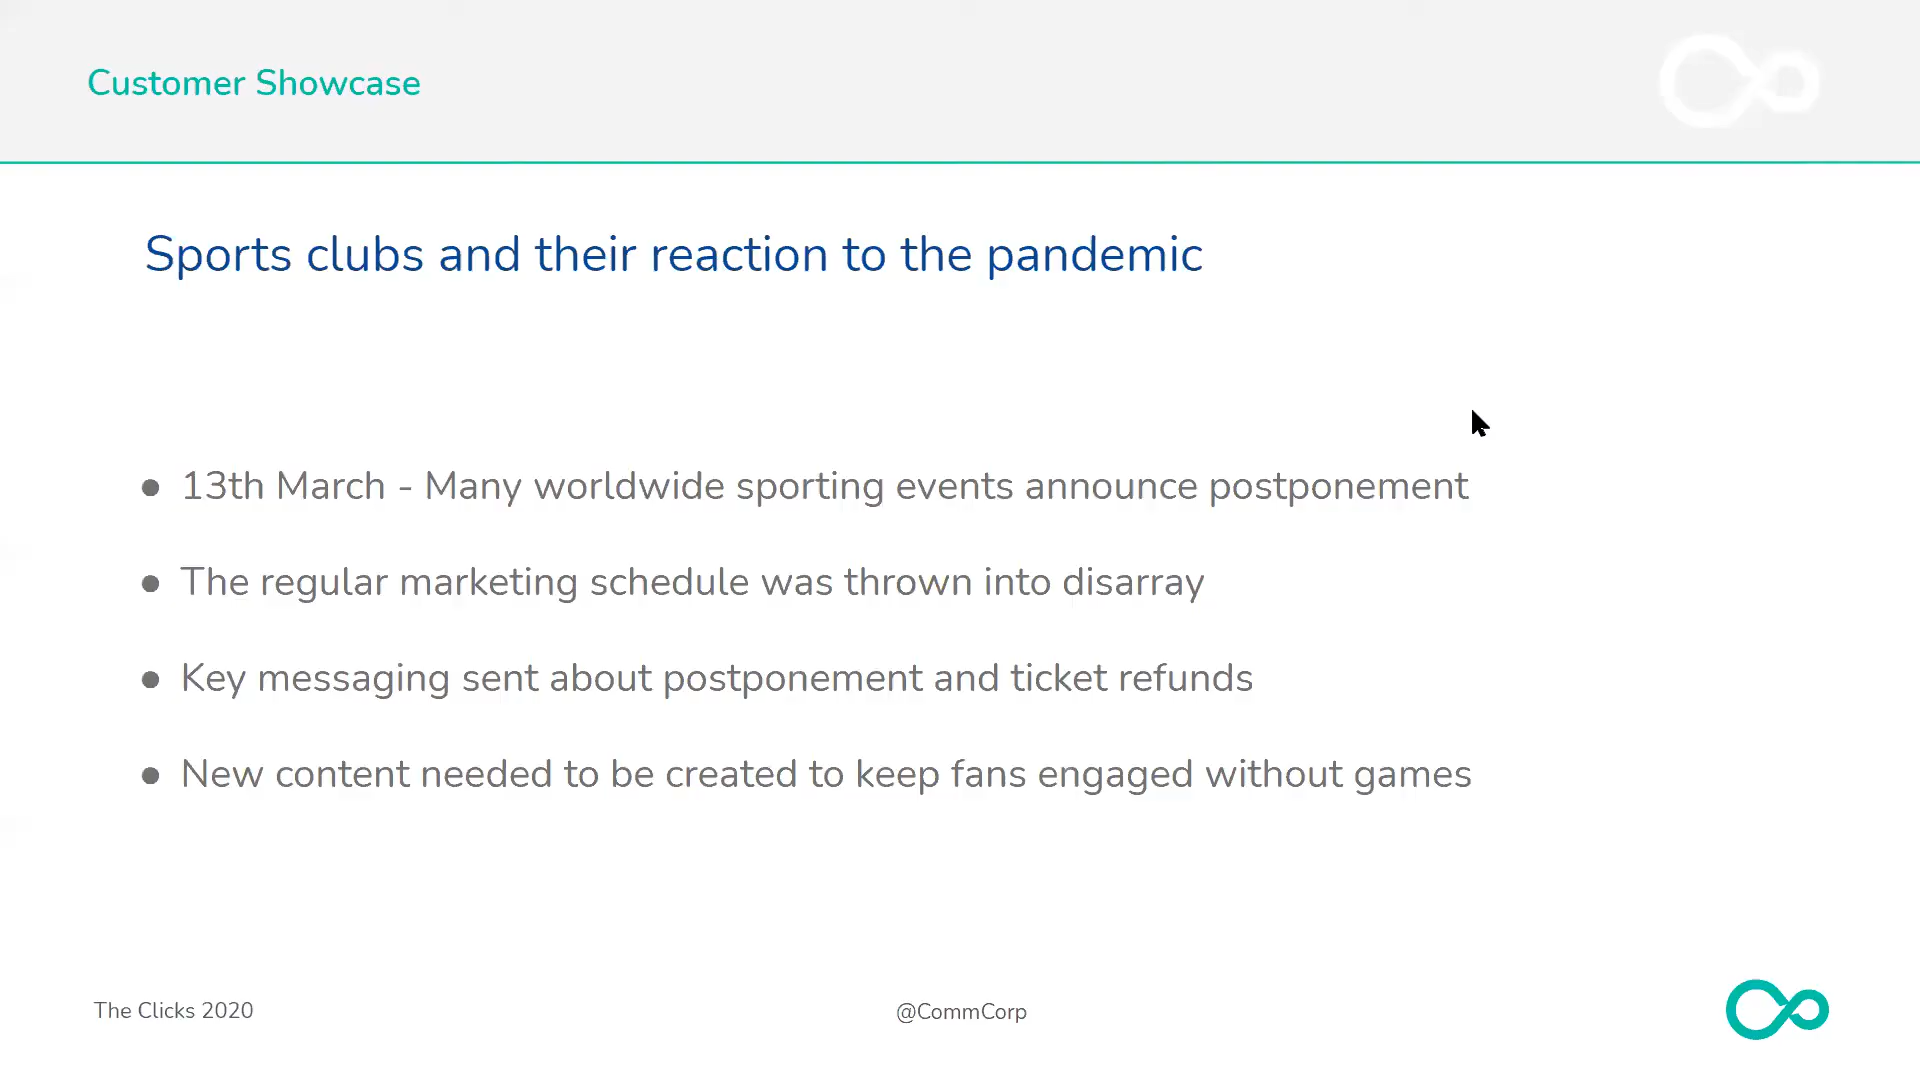 Customer Showcase
Sports clubs and their reaction to the pandemic
● 13th March - Many worldwide sporting events announce postponement
● The regular marketing schedule was thrown into disarray
● Key messaging sent about postponement and ticket refunds
● New content needed to be created to keep fans engaged without games
The Clicks 2020
@CommCorp